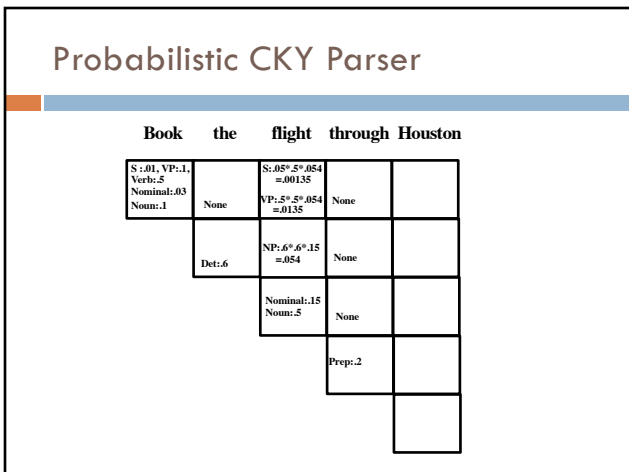 Probabilistic CKY Parser
Book the flight through Houston
S :.01, VP:.1,
Verb:.5
Nominal:.03
Noun:.1
None
S:.05*.5*.054
=.00135
VP:.5*.5*.054
=.0135
None
Det:.6
NP:.6*.6*.15
=.054
None
Nominal:.15
Noun:.5
None
Prep:.2